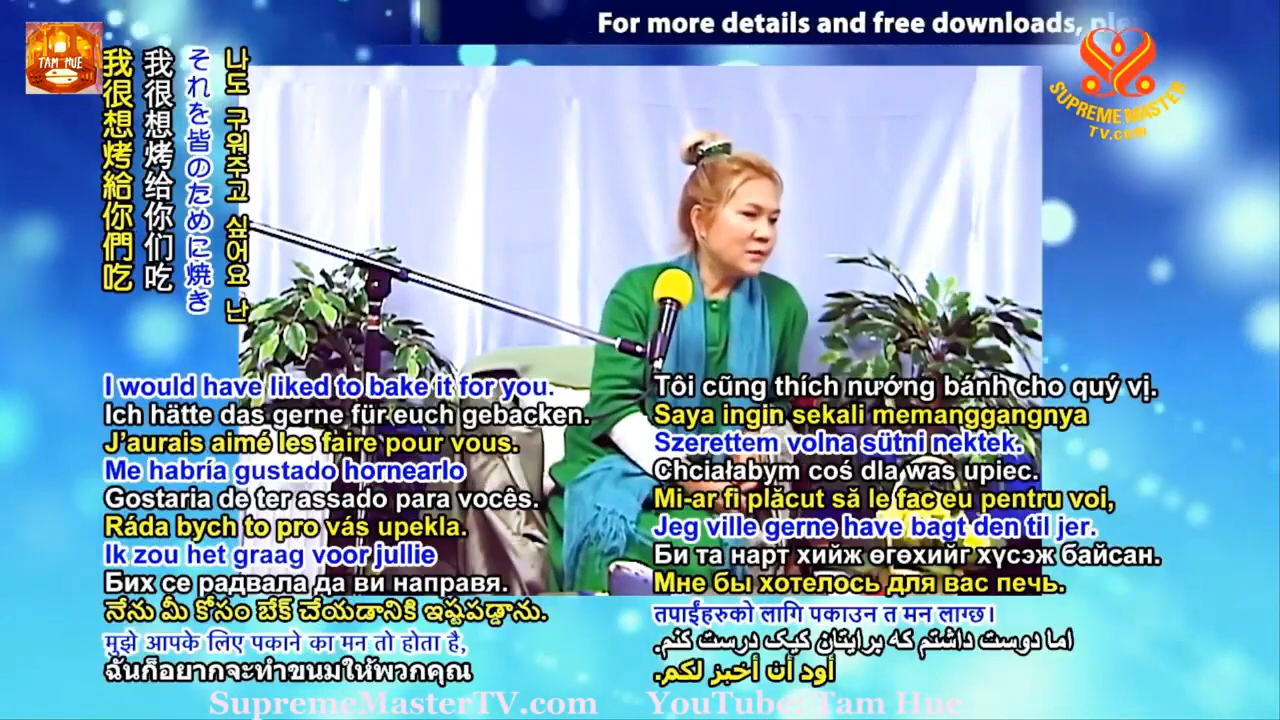 For more details and free downloads,
TAM HUE
SUPREME MASTER
TV.com
我很想烤給你們吃
我很想烤给你们吃
それを皆のために焼き
나도 구워주고 싶어요 난
I would have liked to bake it for you.
Ich hätte das gerne für euch gebacken.
J'aurais aimé les faire pour vous.
Me habría gustado hornearlo
Gostaria de ter assado para vocês.
Ráda bych to pro vás upekla.
Ik zou het graag voor jullie
Бих се радвала да ви направя.
నేను మీ కోసం బేక్ చేయడానికి ఇష్టపడ్డాను.
मुझे आपके लिए पकाने का मन तो होता है,
ฉันก็อยากจะทำขนมให้พวกคุณ
Tôi cũng thích nướng bánh cho quý vị.
Saya ingin sekali memanggangnya
Szerettem volna sütni nektek.
Chciałabym coś dla was upiec.
Mi-ar fi plăcut să le fac eu pentru voi,
Jeg ville gerne have bagt den til jer.
Би та нарт хийж өгөхийг хүсэж байсан.
Мне бы хотелось для вас печь.
तपाईंहरुको लागि पकाउन त मन लाग्छ।
اما دوست داشتم که برایتان کیک درست کنم.
أود أن أخبز لكم.
SupremeMasterTV.com
YouTube: Tam Hue